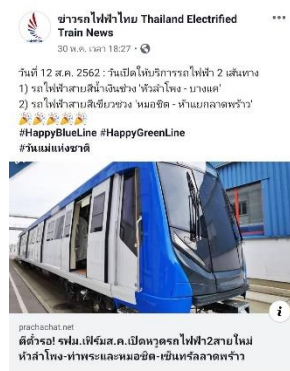 ข่าวรถไฟฟ้าไทย Thailand Electrified
Train News
30 พ.ค. เวลา 18:27 ·
วันที่ 12 ส.ค. 2562 : วันเปิดให้บริการรถไฟฟ้า 2 เส้นทาง
1) รถไฟฟ้าสายสีน้ำเงินช่วง 'หัวลำโพง - บางแค'
2) รถไฟฟ้าสายสีเขียวช่วง 'หมอชิต - ห้าแยกลาดพร้าว'
🎉🎉🎉🎉🎉
#HappyBlueLine #HappyGreenLine
#วันแม่แห่งชาติ
prachachat.net
ตีตั๋วรอ! รฟม.เฟิร์มส.ค.เปิดหวูดรถไฟฟ้า2สายใหม่
หัวลำโพง-ท่าพระและหมอชิต-เซ็นทรัลลาดพร้าว